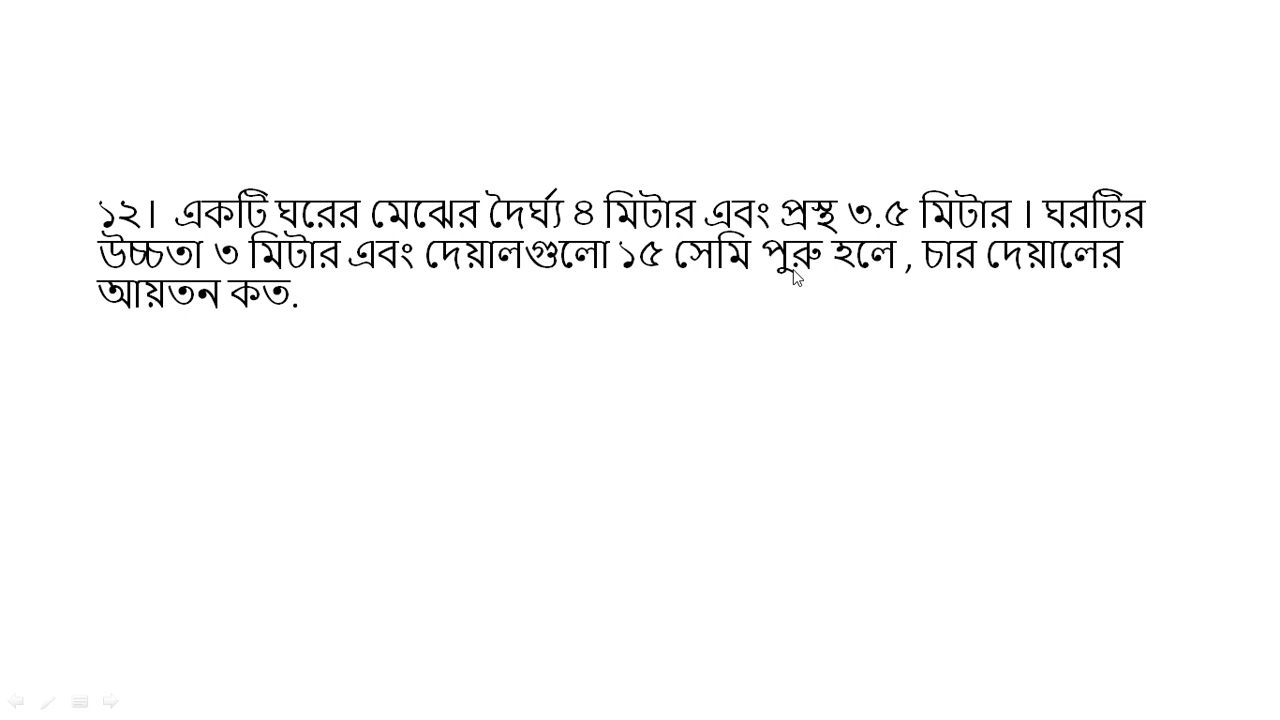 ১২। একটি ঘরের মেঝের দৈর্ঘ্য ৪ মিটার এবং প্রস্থ ৩.৫ মিটার। ঘরটির
উচ্চতা ৩ মিটার এবং দেয়ালগুলো ১৫ সেমি পুরু হলে , চার দেয়ালের
আয়তন কত.